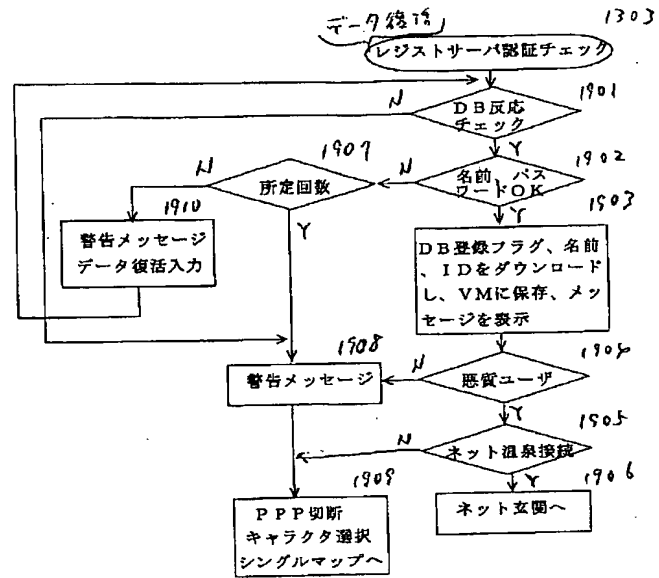 1303
データ復活
レジストサーバ認証チェック
1901
N
DB反応
チェック
Y
1902
1907
N
所定回数
N
名前、パス
ワードOK
Y
1903
1910
Y
警告メッセージ
データ復活入力
DB登録フラグ、名前
、IDをダウンロード
し、VMに保存、メッ
セージを表示
1908
1904
警告メッセージ
N
悪質ユーザ
Y
1905
N
ネット温泉接続
1909
Y
1906
PPP切断
キャラクタ選択
シングルマップへ
ネット玄関へ